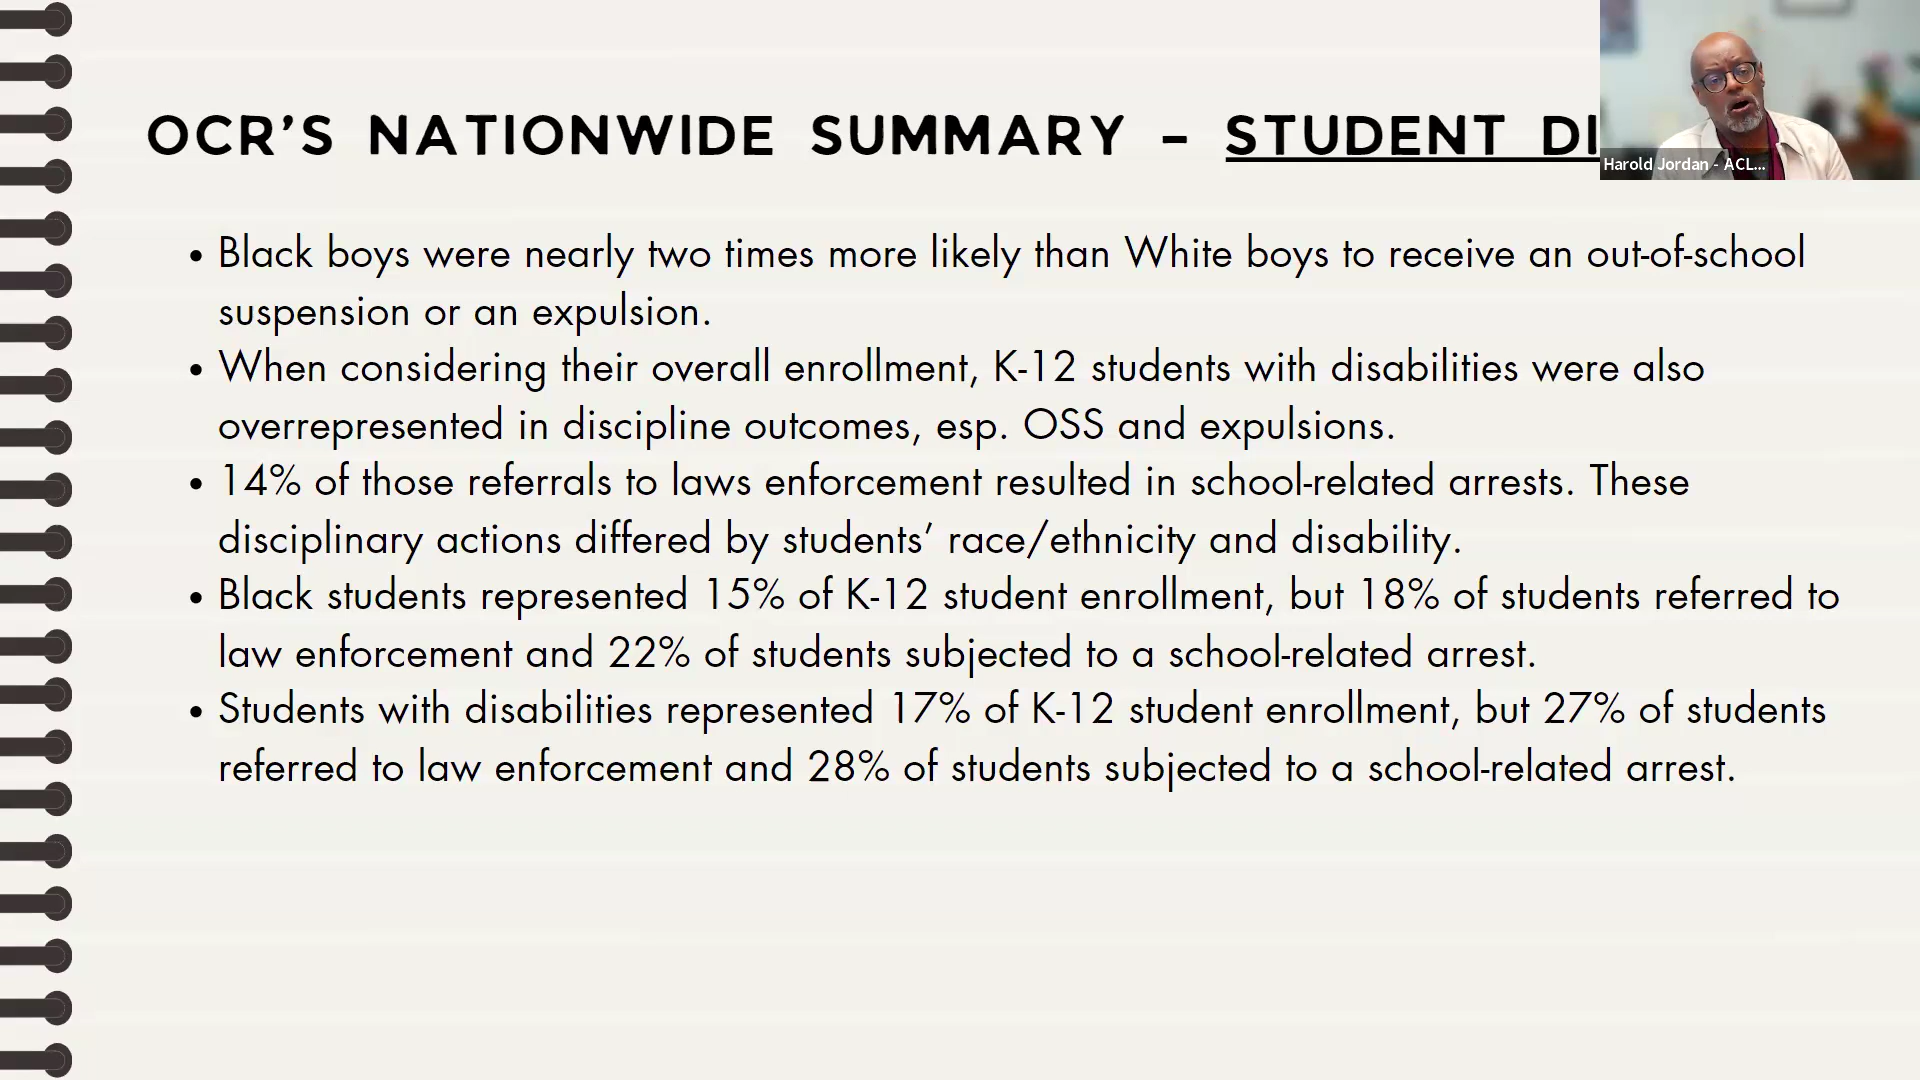 OCR'S NATIONWIDE SUMMARY – STUDENT DI
Harold Jordan - ACL...
• Black boys were nearly two times more likely than White boys to receive an out-of-school
suspension or an expulsion.
• When considering their overall enrollment, K-12 students with disabilities were also
overrepresented in discipline outcomes, esp. OSS and expulsions.
• 14% of those referrals to laws enforcement resulted in school-related arrests. These
disciplinary actions differed by students’ race/ethnicity and disability.
• Black students represented 15% of K-12 student enrollment, but 18% of students referred to
law enforcement and 22% of students subjected to a school-related arrest.
• Students with disabilities represented 17% of K-12 student enrollment, but 27% of students
referred to law enforcement and 28% of students subjected to a school-related arrest.